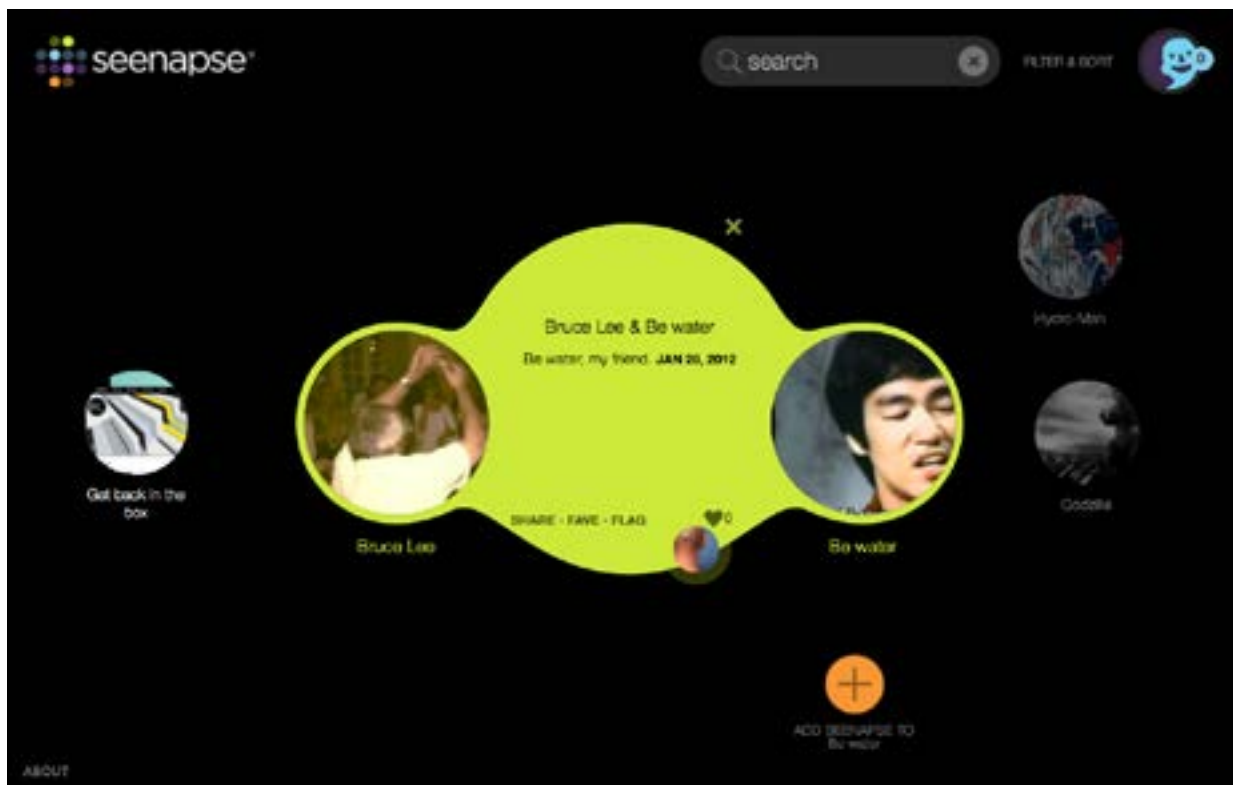 seenapse
search
FILTER & SORT
Bruce Lee & Be water
Be water, my friend. JAN 20, 2012
Hydro-Man
Get back in the
box
Godzilla
SHARE - FAVE - FLAG
0
Bruce Lee
Be water
ADD SEENAPSE TO
Be water
ABOUT